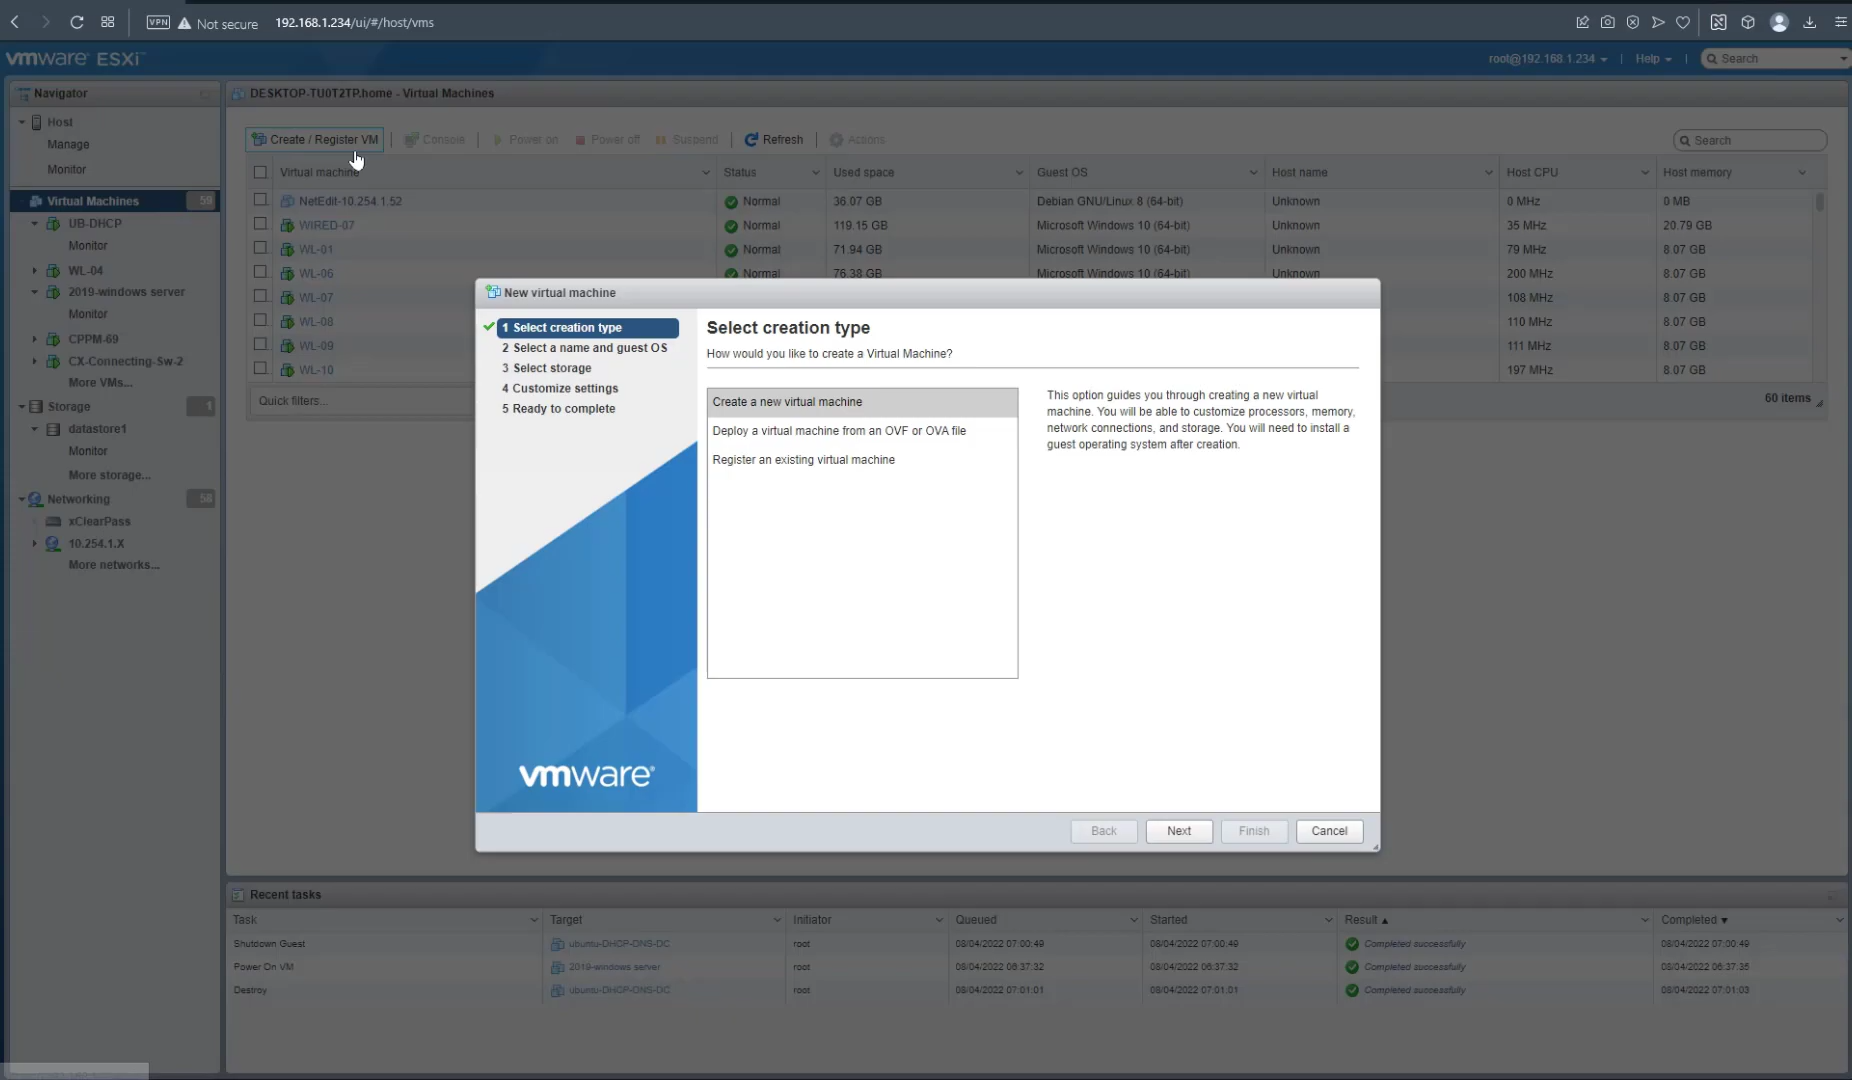 VPN Not secure 192.168.1.234/ui/#/host/vms
vmware® ESXi™ root@192.168.1.234 | Help | Search
Navigator
DESKTOP-TU0T2TP.home - Virtual Machines
Host
Manage
Monitor
Virtual Machines 59
UB-DHCP
Monitor
WL-04
2019-windows server
Monitor
CPPM-69
CX-Connecting-Sw-2
More VMs...
Storage 1
datastore1
Monitor
More storage...
Networking 58
xClearPass
10.254.1.X
More networks...
Create / Register VM | Console | Power on Power off Suspend | Refresh | Actions
Search
Virtual machine Status Used space Guest OS Host name Host CPU Host memory
NetEdit-10.254.1.52 Normal 36.07 GB Debian GNU/Linux 8 (64-bit) Unknown 0 MHz 0 MB
WIRED-07 Normal 119.15 GB Microsoft Windows 10 (64-bit) Unknown 35 MHz 20.79 GB
WL-01 Normal 71.94 GB Microsoft Windows 10 (64-bit) Unknown 79 MHz 8.07 GB
WL-06 Normal 76.38 GB Microsoft Windows 10 (64-bit) Unknown 200 MHz 8.07 GB
WL-07 108 MHz 8.07 GB
WL-08 110 MHz 8.07 GB
WL-09 111 MHz 8.07 GB
WL-10 197 MHz 8.07 GB
Quick filters... 60 items
New virtual machine
1 Select creation type
2 Select a name and guest OS
3 Select storage
4 Customize settings
5 Ready to complete
vmware®
Select creation type
How would you like to create a Virtual Machine?
Create a new virtual machine
Deploy a virtual machine from an OVF or OVA file
Register an existing virtual machine
This option guides you through creating a new virtual
machine. You will be able to customize processors, memory,
network connections, and storage. You will need to install a
guest operating system after creation.
Back Next Finish Cancel
Recent tasks
Task Target Initiator Queued Started Result ▲ Completed ▼
Shutdown Guest ubuntu-DHCP-DNS-DC root 08/04/2022 07:00:49 08/04/2022 07:00:49 Completed successfully 08/04/2022 07:00:49
Power On VM 2019-windows server root 08/04/2022 06:37:32 08/04/2022 06:37:32 Completed successfully 08/04/2022 06:37:35
Destroy ubuntu-DHCP-DNS-DC root 08/04/2022 07:01:01 08/04/2022 07:01:01 Completed successfully 08/04/2022 07:01:03